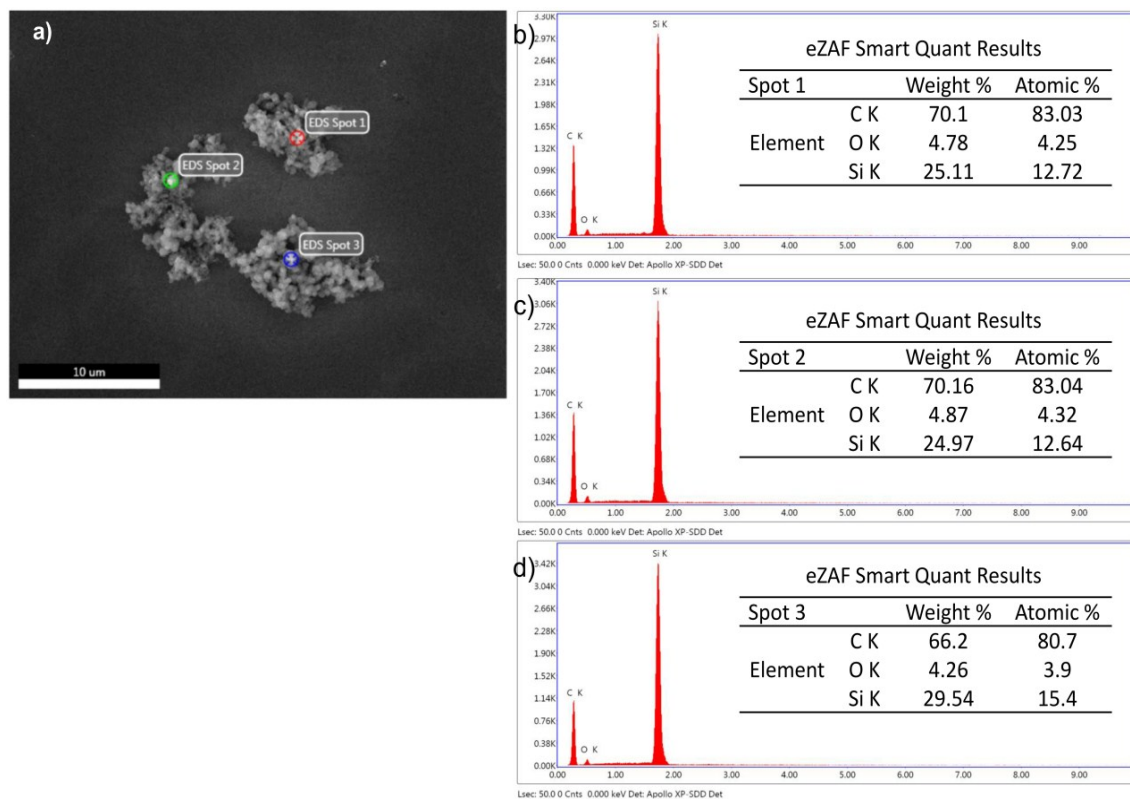 a)
EDS Spot 1
EDS Spot 2
EDS Spot 3
10 um
b)
3.30K
2.97K
2.64K
2.31K
1.98K
1.65K
1.32K
0.99K
0.66K
0.33K
0.00K
C K
O K
Si K
0.00 1.00 2.00 3.00 4.00 5.00 6.00 7.00 8.00 9.00
Lsec: 50.0 0 Cnts 0.000 keV Det: Apollo XP-SDD Det
eZAF Smart Quant Results
Spot 1 Weight % Atomic %
C K 70.1 83.03
Element O K 4.78 4.25
Si K 25.11 12.72
c)
3.40K
3.06K
2.72K
2.38K
2.04K
1.70K
1.36K
1.02K
0.68K
0.34K
0.00K
C K
O K
Si K
0.00 1.00 2.00 3.00 4.00 5.00 6.00 7.00 8.00 9.00
Lsec: 50.0 0 Cnts 0.000 keV Det: Apollo XP-SDD Det
eZAF Smart Quant Results
Spot 2 Weight % Atomic %
C K 70.16 83.04
Element O K 4.87 4.32
Si K 24.97 12.64
d)
3.42K
3.04K
2.66K
2.28K
1.90K
1.52K
1.14K
0.76K
0.38K
0.00K
C K
O K
Si K
0.00 1.00 2.00 3.00 4.00 5.00 6.00 7.00 8.00 9.00
Lsec: 50.0 0 Cnts 0.000 keV Det: Apollo XP-SDD Det
eZAF Smart Quant Results
Spot 3 Weight % Atomic %
C K 66.2 80.7
Element O K 4.26 3.9
Si K 29.54 15.4